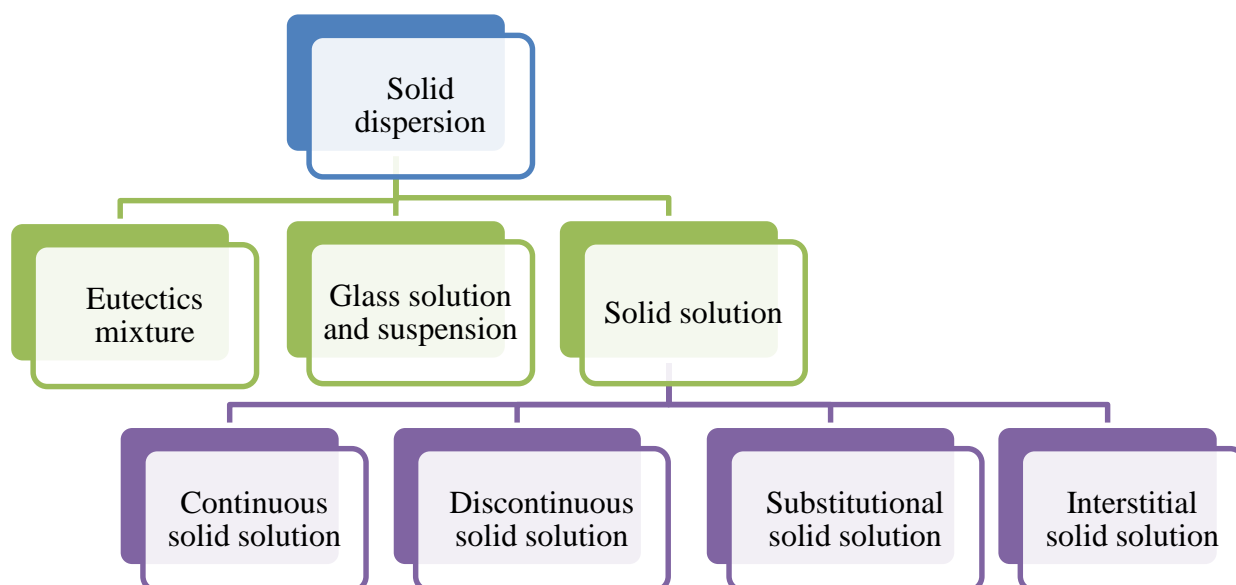 Solid
dispersion
Eutectics
mixture
Glass solution
and suspension
Solid solution
Continuous
solid solution
Discontinuous
solid solution
Substitutional
solid solution
Interstitial
solid solution